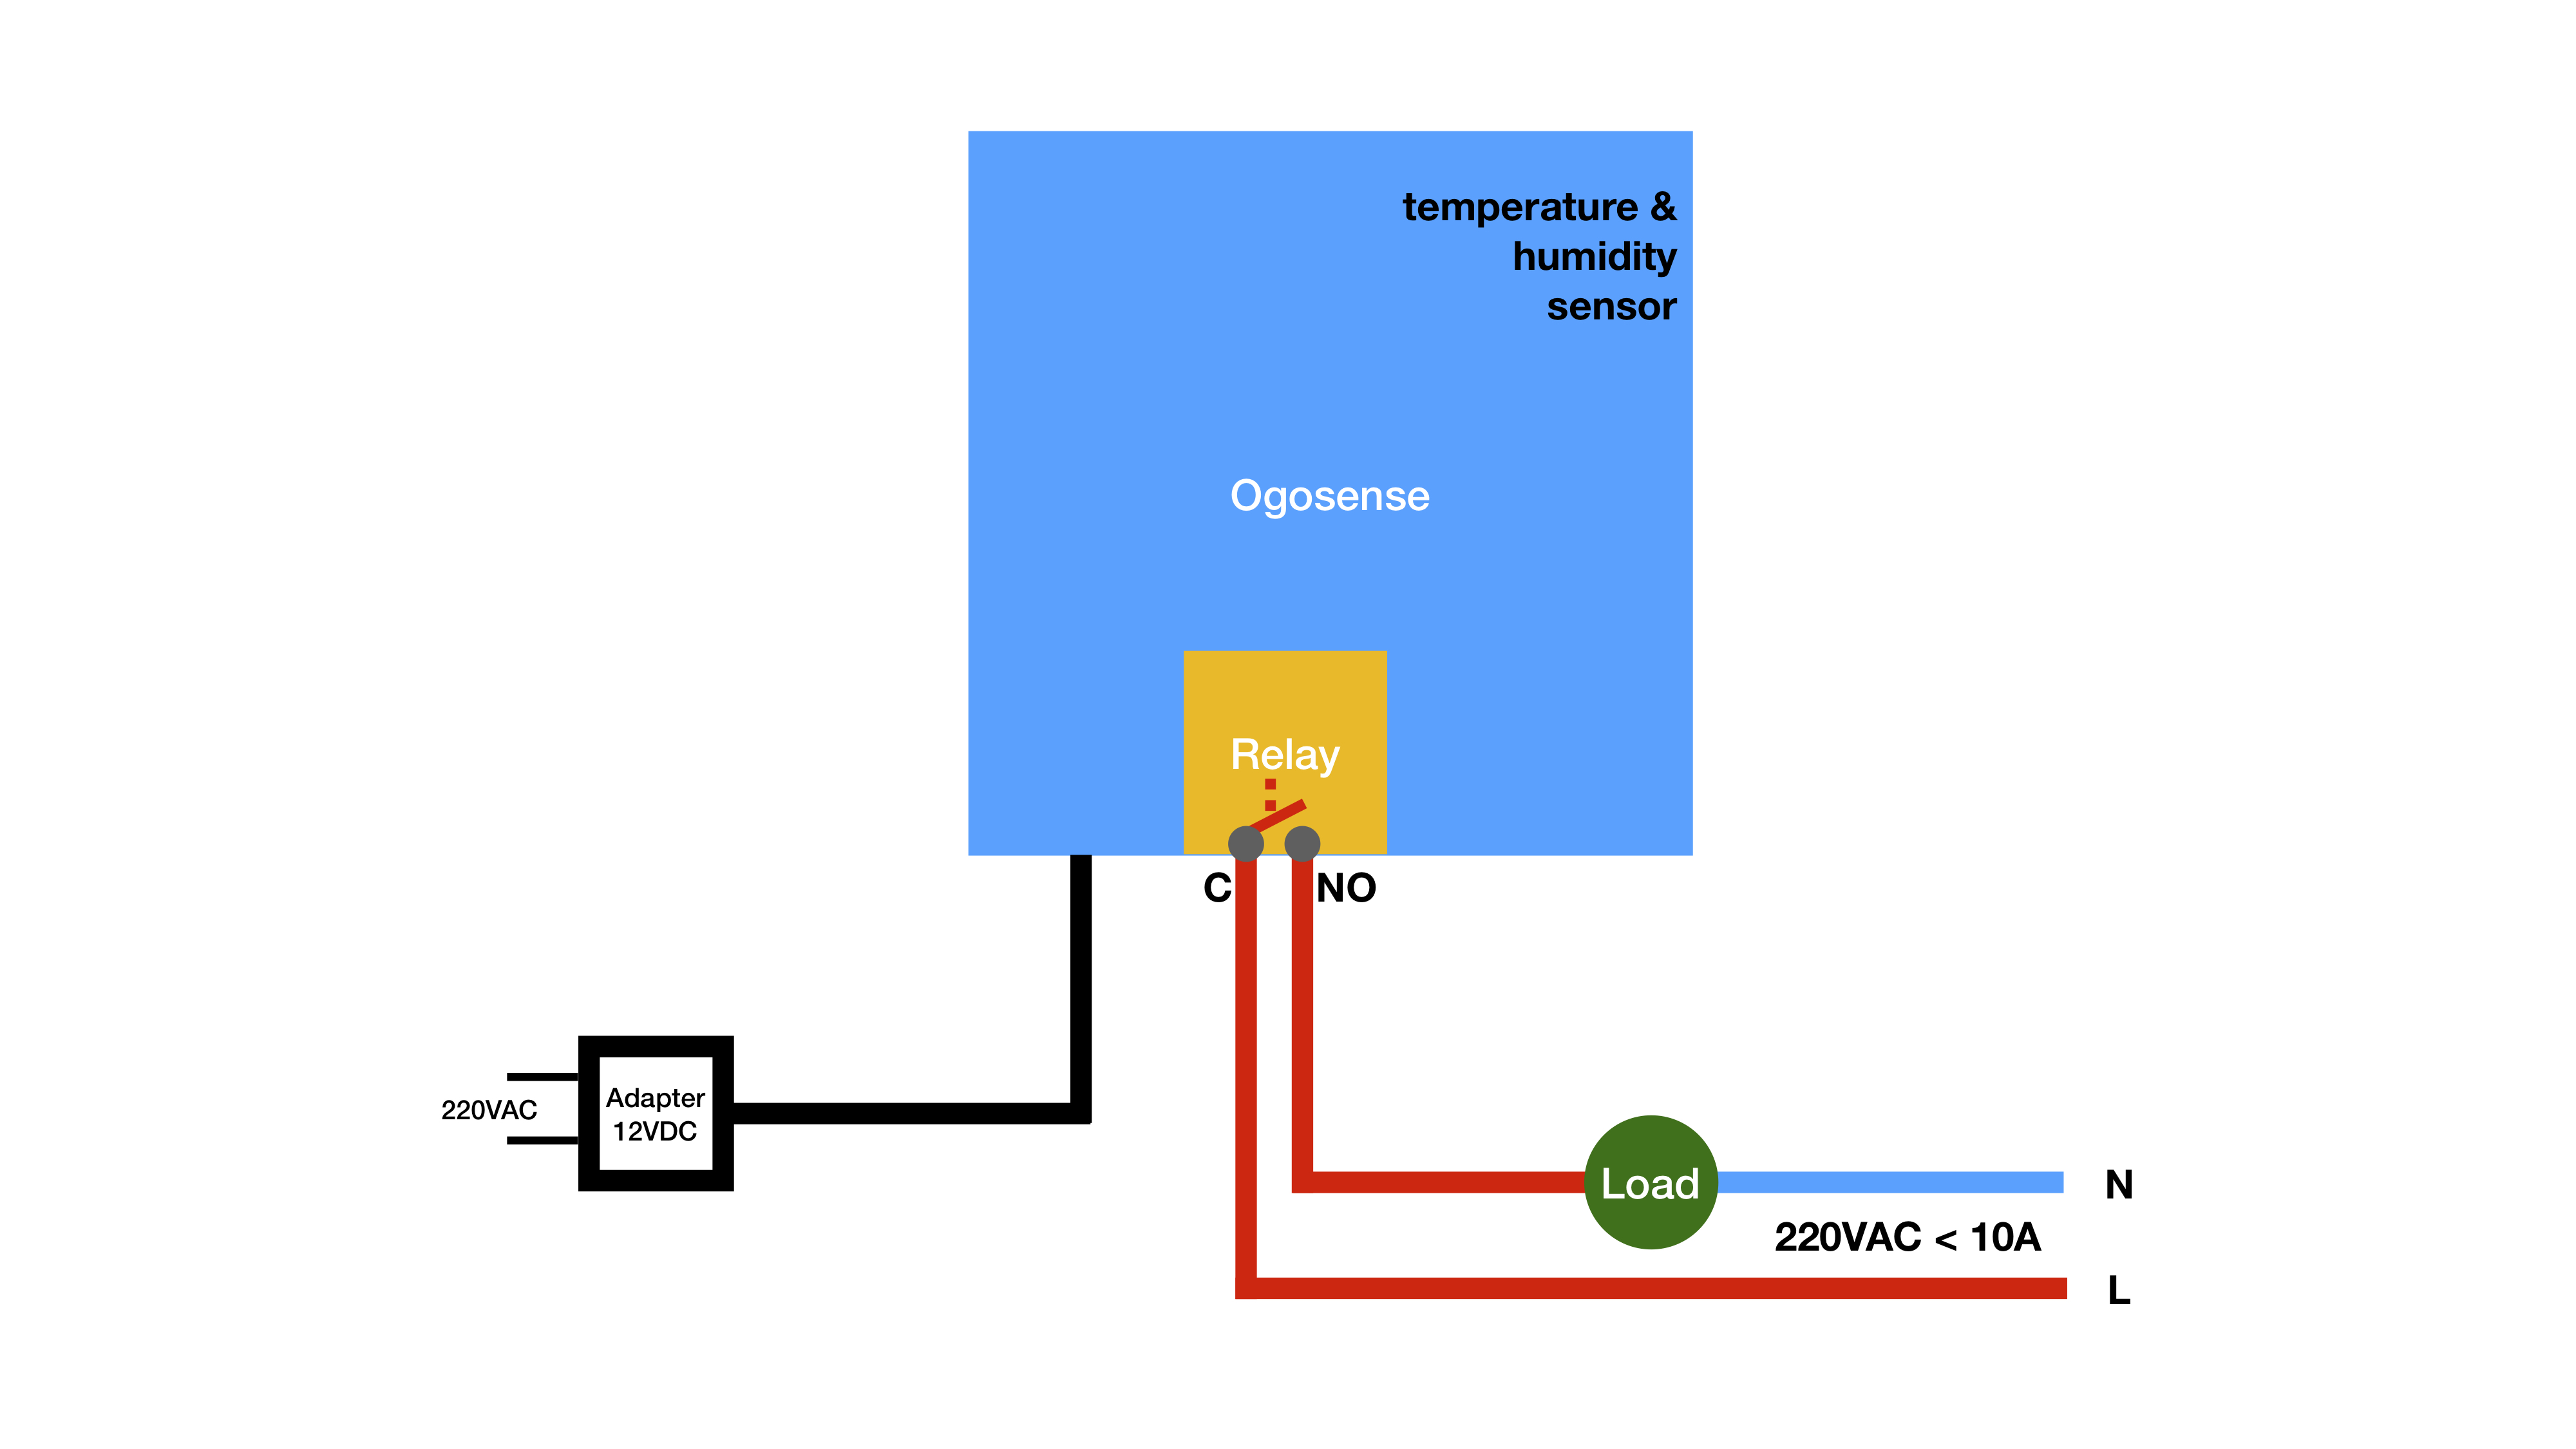 temperature &
humidity
sensor
Ogosense
Relay
C
NO
220VAC
Adapter
12VDC
Load
N
220VAC < 10A
L